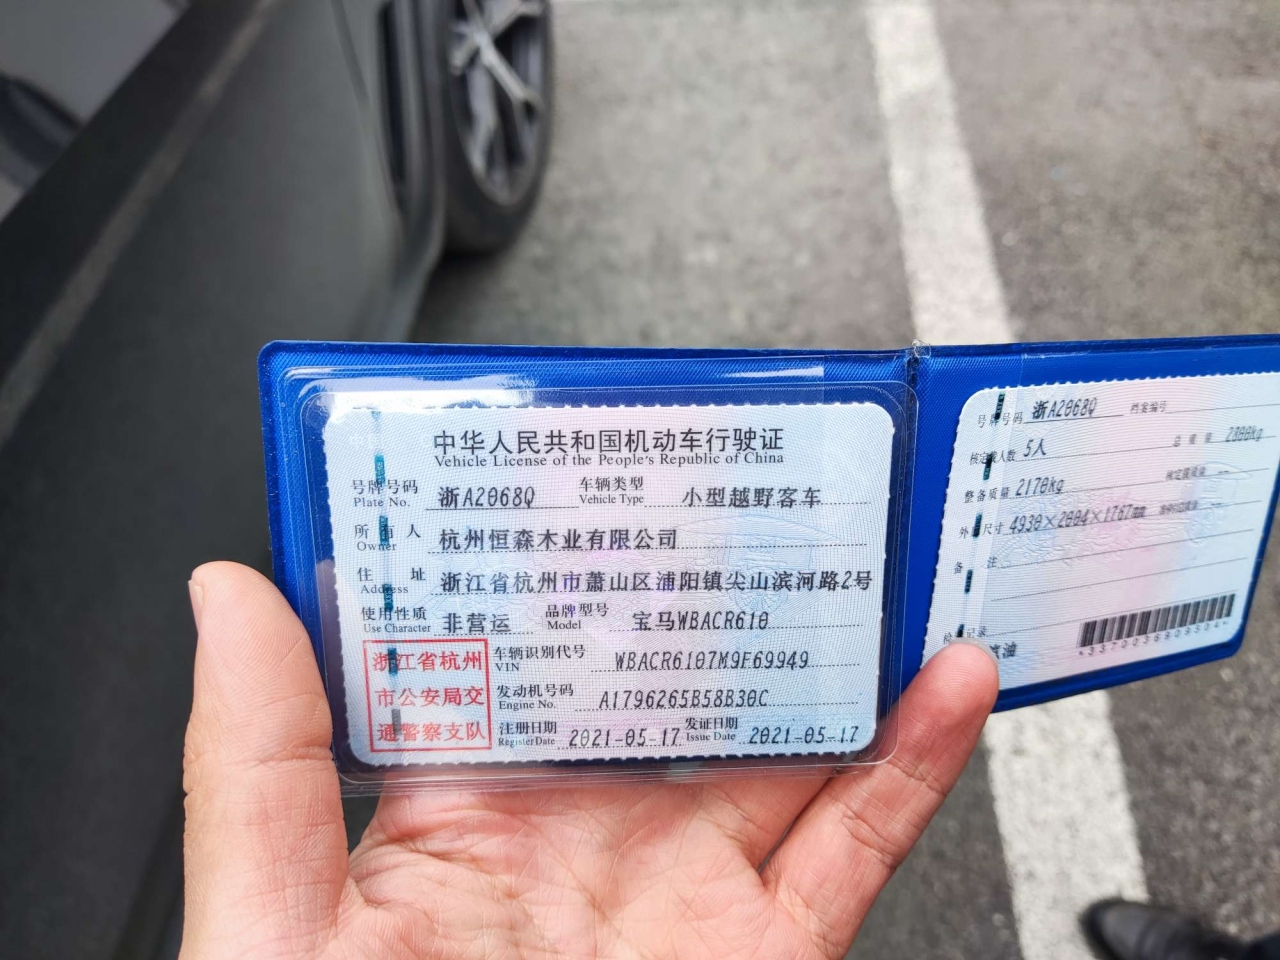 中华人民共和国机动车行驶证
Vehicle License of the People's Republic of China
号牌号码 浙A2068Q 车辆类型 小型越野客车
Plate No. Vehicle Type
所有人 杭州恒森木业有限公司
Owner
住址 浙江省杭州市萧山区浦阳镇尖山滨河路2号
Address
使用性质 非营运 品牌型号 宝马WBACR610
Use Character Model
浙江省杭州
市公安局交
通警察支队
车辆识别代号 WBACR6107M9F69949
VIN
发动机号码 A1796265B58B30C
Engine No.
注册日期 2021-05-17 发证日期 2021-05-17
Register Date Issue Date
号牌号码 浙A2068Q 档案编号
核定载人数 5人 总质量 2800kg
整备质量 2170kg
外廓尺寸 4930×2004×1767mm
备注
检验记录
汽油